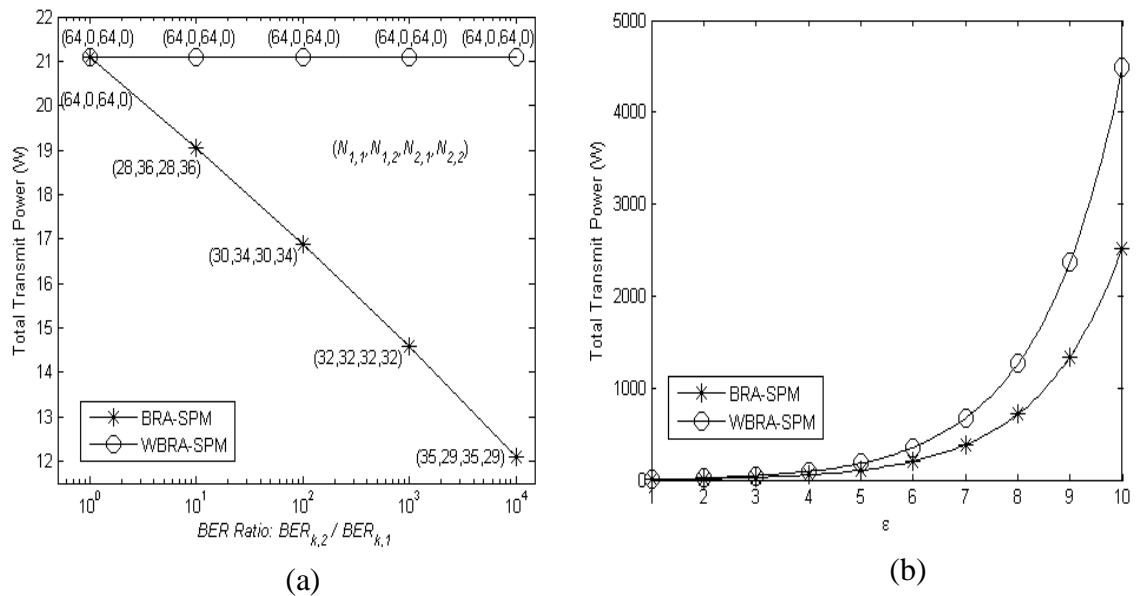 22
21
20
19
18
17
16
15
14
13
12
Total Transmit Power (W)
(64,0,64,0) (64,0,64,0) (64,0,64,0) (64,0,64,0) (64,0,64,0)
(64,0,64,0)
(28,36,28,36)
(N1,1,N1,2,N2,1,N2,2)
(30,34,30,34)
(32,32,32,32)
(35,29,35,29)
BRA-SPM
WBRA-SPM
10^0 10^1 10^2 10^3 10^4
BER Ratio: BERk,2 / BERk,1
(a)
5000
4000
3000
2000
1000
0
Total Transmit Power (W)
BRA-SPM
WBRA-SPM
1 2 3 4 5 6 7 8 9 10
ε
(b)